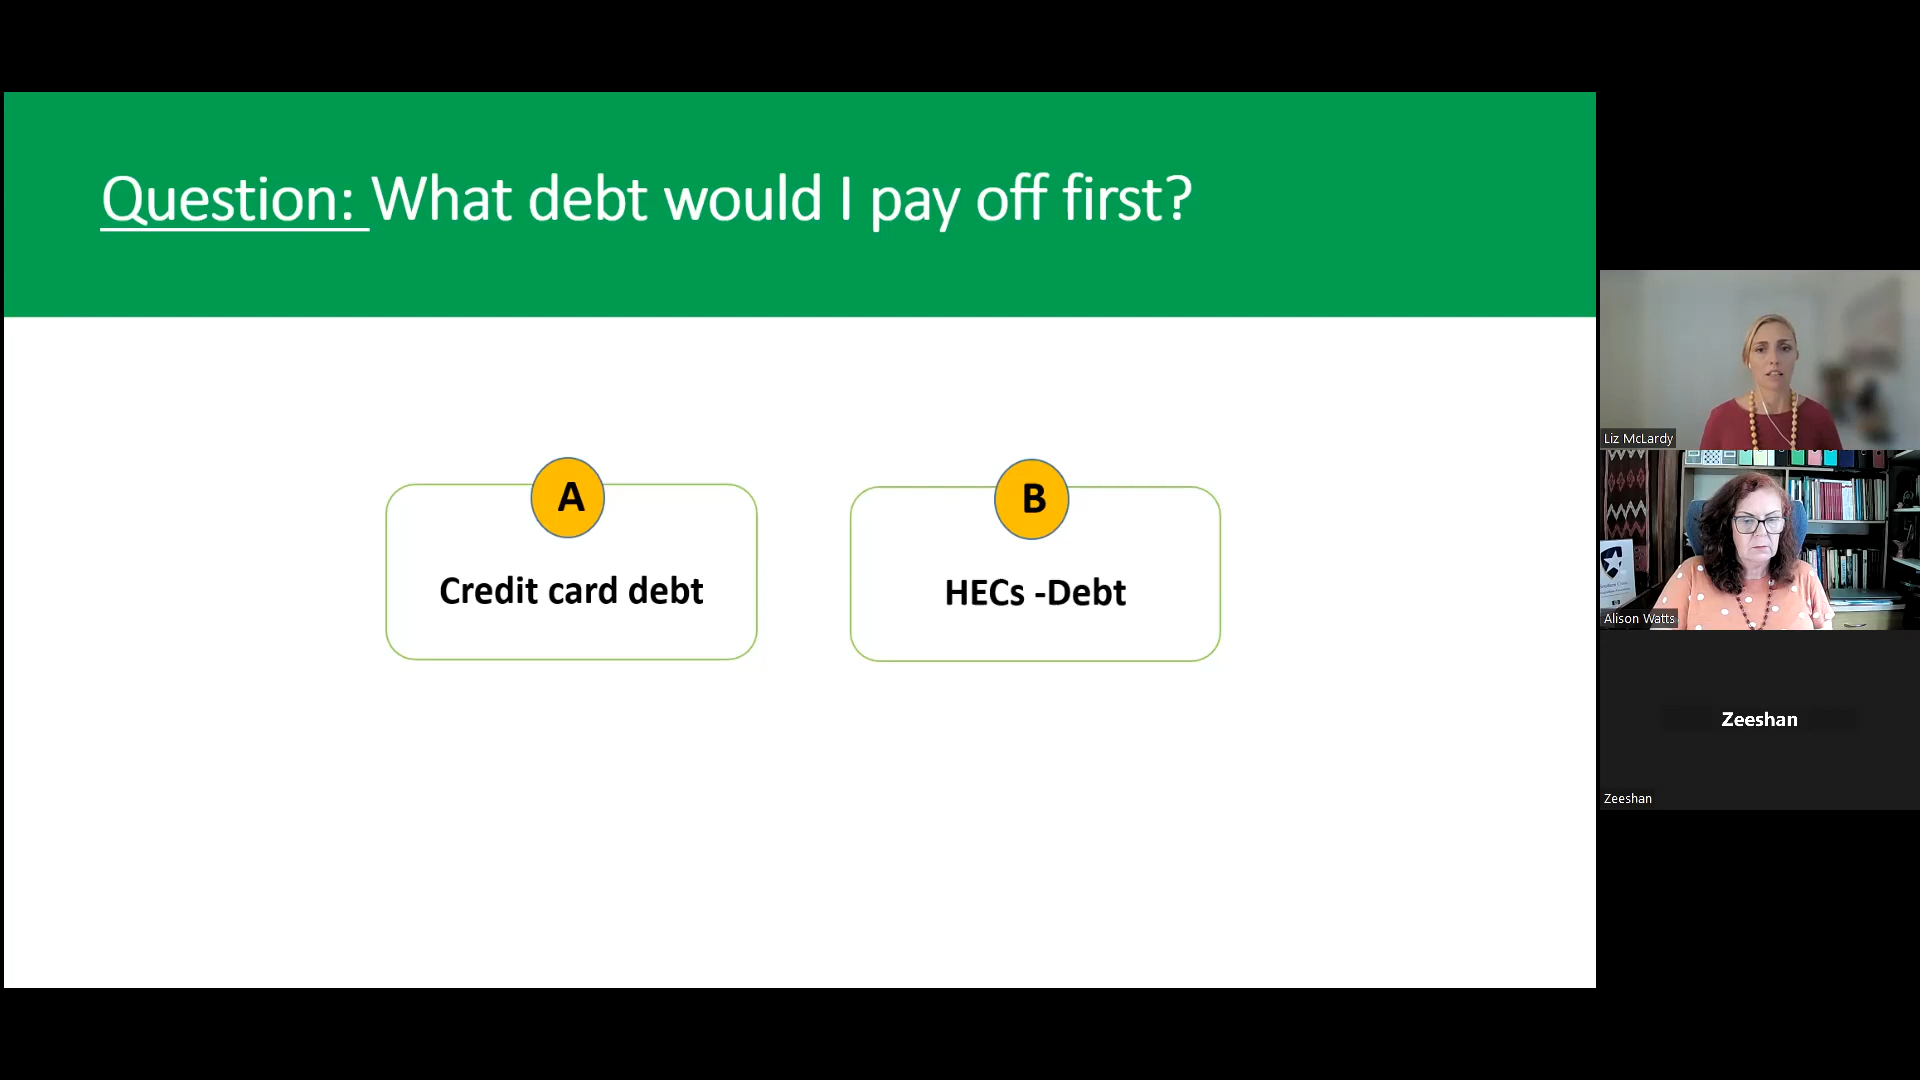 Question: What debt would I pay off first?
A
Credit card debt
B
HECs -Debt
Liz McLardy
Alison Watts
Zeeshan
Zeeshan